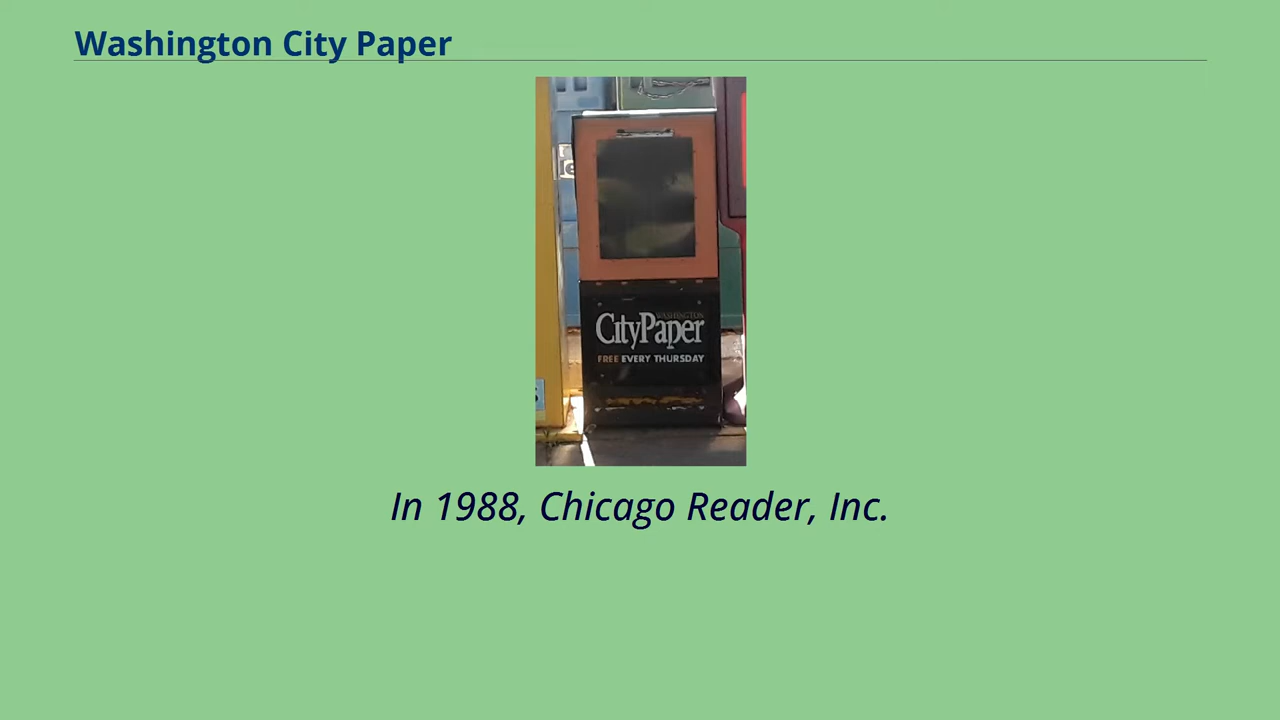 Washington City Paper
WASHINGTON
CityPaper
FREE EVERY THURSDAY
In 1988, Chicago Reader, Inc.